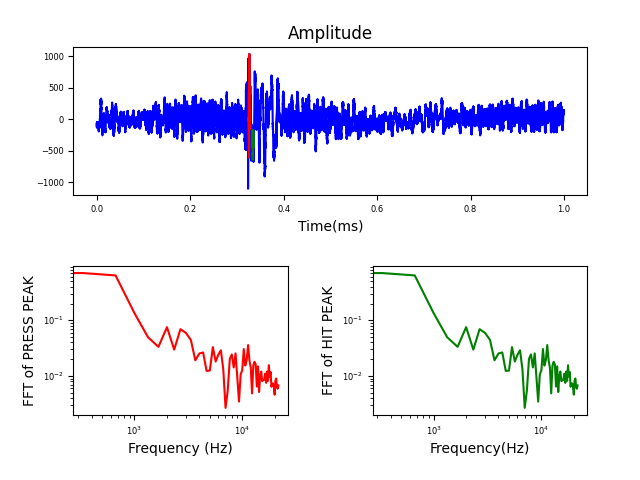 Amplitude
1000
500
0
−500
−1000
0.0 0.2 0.4 0.6 0.8 1.0
Time(ms)
FFT of PRESS PEAK
10⁻¹
10⁻²
10³ 10⁴
Frequency (Hz)
FFT of HIT PEAK
10⁻¹
10⁻²
10³ 10⁴
Frequency(Hz)